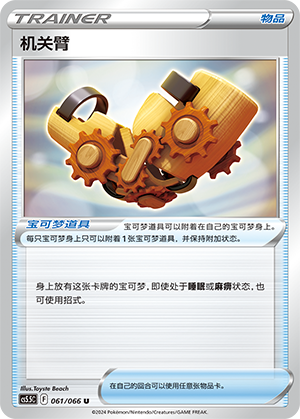 TRAINER
物品
机关臂
宝可梦道具
宝可梦道具可以附着在自己的宝可梦身上。
每只宝可梦身上只可以附着1张宝可梦道具，并保持附加状态。
身上放有这张卡牌的宝可梦，即使处于睡眠或麻痹状态，也
可使用招式。
Illus.Toyste Beach
CS5.5C F 061/066 U
在自己的回合可以使用任意张物品卡。
©2024 Pokémon/Nintendo/Creatures/GAME FREAK.